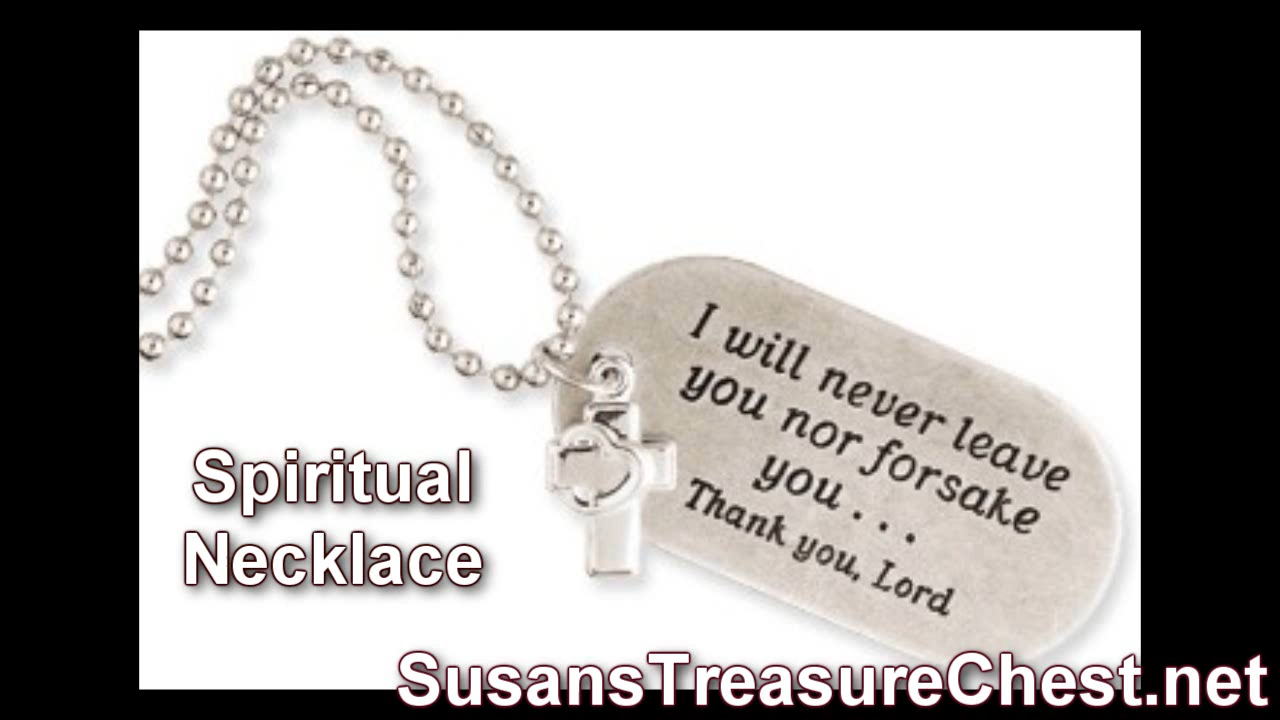 I will never leave
you nor forsake
you . . .
Thank you, Lord
Spiritual
Necklace
SusansTreasureChest.net